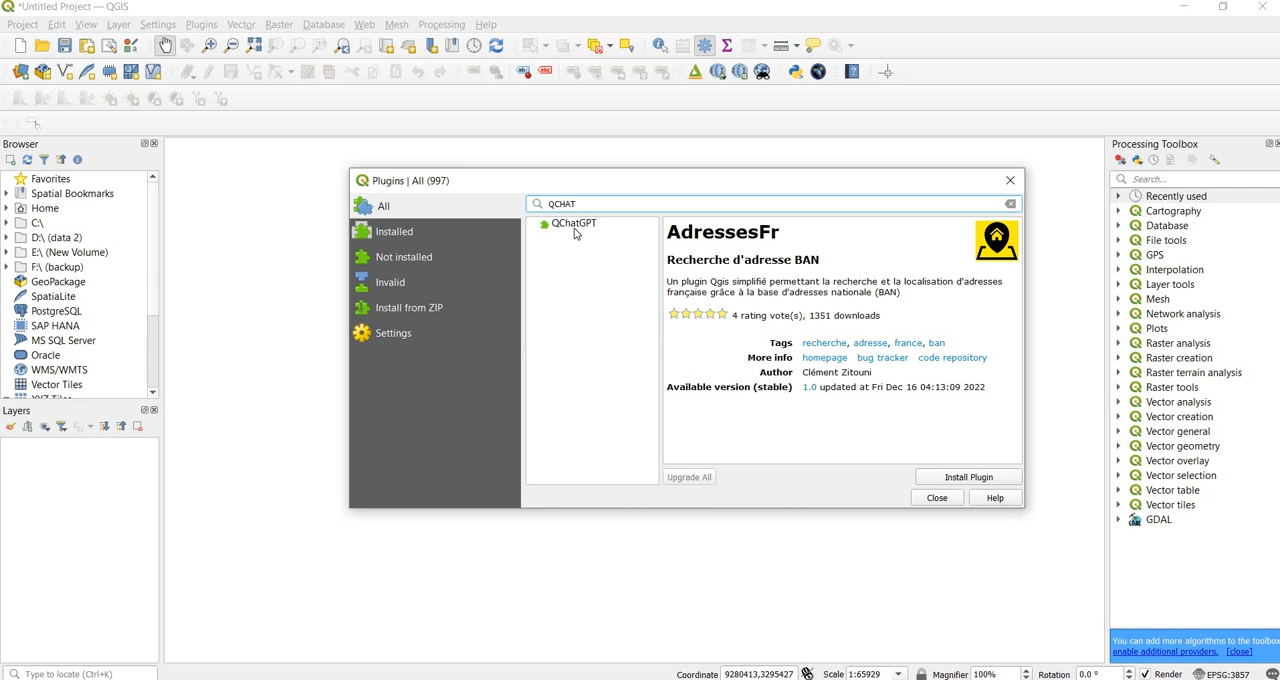 *Untitled Project — QGIS
Project Edit View Layer Settings Plugins Vector Raster Database Web Mesh Processing Help
Browser
Favorites
Spatial Bookmarks
Home
C:\
D:\ (data 2)
E:\ (New Volume)
F:\ (backup)
GeoPackage
SpatiaLite
PostgreSQL
SAP HANA
MS SQL Server
Oracle
WMS/WMTS
Vector Tiles
Layers
Plugins | All (997)
All
Installed
Not installed
Invalid
Install from ZIP
Settings
QCHAT
QChatGPT
AdressesFr
Recherche d'adresse BAN
Un plugin Qgis simplifié permettant la recherche et la localisation d'adresses
française grâce à la base d'adresses nationale (BAN)
4 rating vote(s), 1351 downloads
Tags recherche, adresse, france, ban
More info homepage bug tracker code repository
Author Clément Zitouni
Available version (stable) 1.0 updated at Fri Dec 16 04:13:09 2022
Upgrade All Install Plugin
Close Help
Processing Toolbox
Search...
Recently used
Cartography
Database
File tools
GPS
Interpolation
Layer tools
Mesh
Network analysis
Plots
Raster analysis
Raster creation
Raster terrain analysis
Raster tools
Vector analysis
Vector creation
Vector general
Vector geometry
Vector overlay
Vector selection
Vector table
Vector tiles
GDAL
You can add more algorithms to the toolbox
enable additional providers. [close]
Type to locate (Ctrl+K) Coordinate 9280413,3295427 Scale 1:65929 Magnifier 100% Rotation 0.0 ° Render EPSG:3857